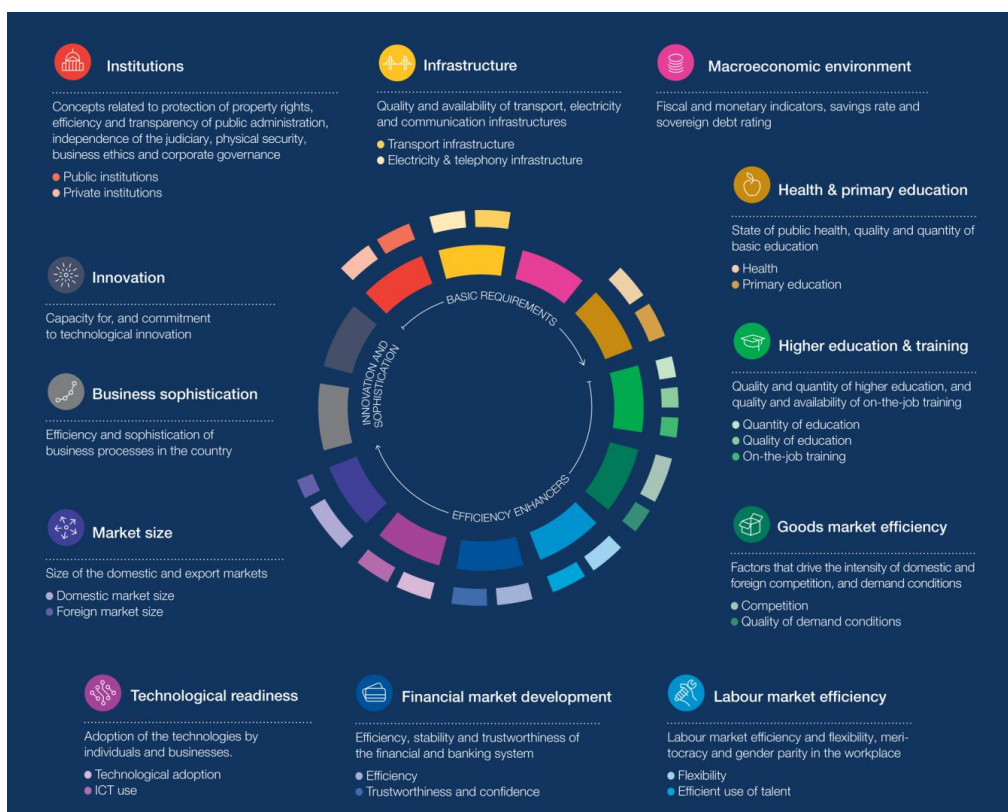 Institutions
Concepts related to protection of property rights,
efficiency and transparency of public administration,
independence of the judiciary, physical security,
business ethics and corporate governance
Public institutions
Private institutions
Infrastructure
Quality and availability of transport, electricity
and communication infrastructures
Transport infrastructure
Electricity & telephony infrastructure
Macroeconomic environment
Fiscal and monetary indicators, savings rate and
sovereign debt rating
Health & primary education
State of public health, quality and quantity of
basic education
Health
Primary education
Innovation
Capacity for, and commitment
to technological innovation
Higher education & training
Quality and quantity of higher education, and
quality and availability of on-the-job training
Quantity of education
Quality of education
On-the-job training
Business sophistication
Efficiency and sophistication of
business processes in the country
BASIC REQUIREMENTS
INNOVATION AND
SOPHISTICATION
EFFICIENCY ENHANCERS
Market size
Size of the domestic and export markets
Domestic market size
Foreign market size
Goods market efficiency
Factors that drive the intensity of domestic and
foreign competition, and demand conditions
Competition
Quality of demand conditions
Technological readiness
Adoption of the technologies by
individuals and businesses.
Technological adoption
ICT use
Financial market development
Efficiency, stability and trustworthiness of
the financial and banking system
Efficiency
Trustworthiness and confidence
Labour market efficiency
Labour market efficiency and flexibility, meri-
tocracy and gender parity in the workplace
Flexibility
Efficient use of talent